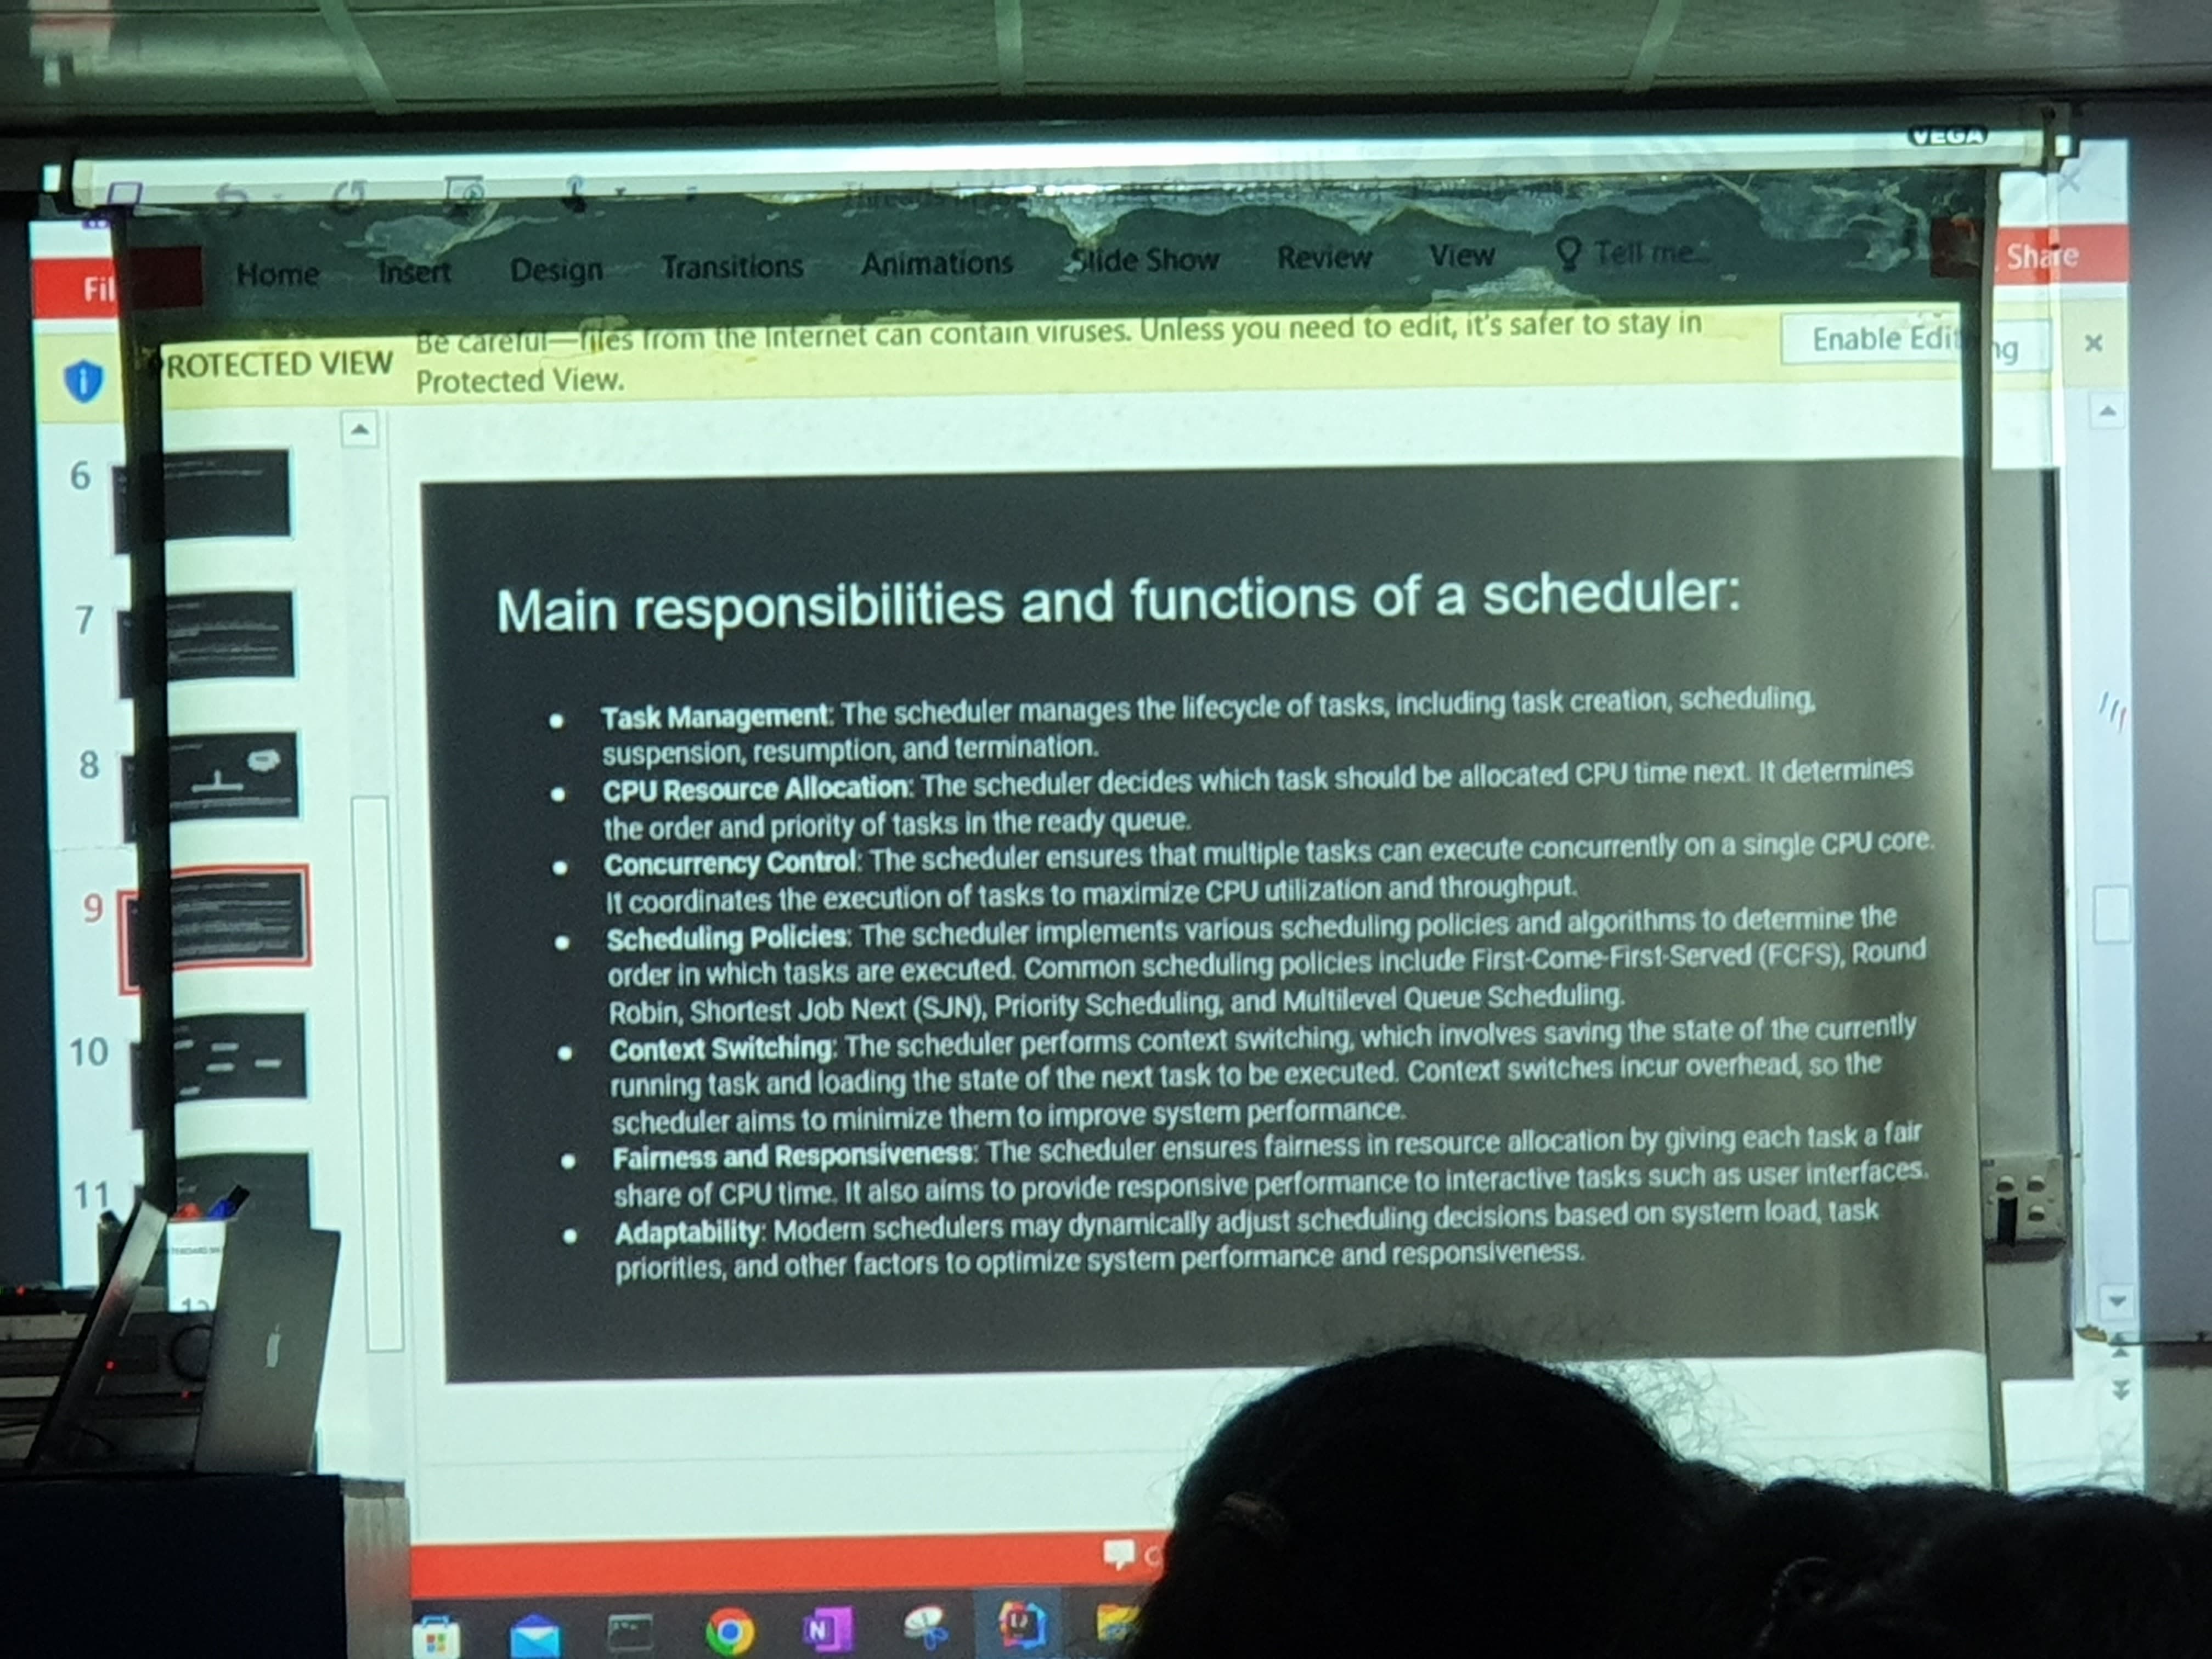 VEGA
Fil Home Insert Design Transitions Animations Slide Show Review View Tell me... Share
PROTECTED VIEW Be careful—files from the Internet can contain viruses. Unless you need to edit, it's safer to stay in
Protected View.
Enable Editing
6
7
8
9
10
11
Main responsibilities and functions of a scheduler:
• Task Management: The scheduler manages the lifecycle of tasks, including task creation, scheduling,
suspension, resumption, and termination.
• CPU Resource Allocation: The scheduler decides which task should be allocated CPU time next. It determines
the order and priority of tasks in the ready queue.
• Concurrency Control: The scheduler ensures that multiple tasks can execute concurrently on a single CPU core.
It coordinates the execution of tasks to maximize CPU utilization and throughput.
• Scheduling Policies: The scheduler implements various scheduling policies and algorithms to determine the
order in which tasks are executed. Common scheduling policies include First-Come-First-Served (FCFS), Round
Robin, Shortest Job Next (SJN), Priority Scheduling, and Multilevel Queue Scheduling.
• Context Switching: The scheduler performs context switching, which involves saving the state of the currently
running task and loading the state of the next task to be executed. Context switches incur overhead, so the
scheduler aims to minimize them to improve system performance.
• Fairness and Responsiveness: The scheduler ensures fairness in resource allocation by giving each task a fair
share of CPU time. It also aims to provide responsive performance to interactive tasks such as user interfaces.
• Adaptability: Modern schedulers may dynamically adjust scheduling decisions based on system load, task
priorities, and other factors to optimize system performance and responsiveness.